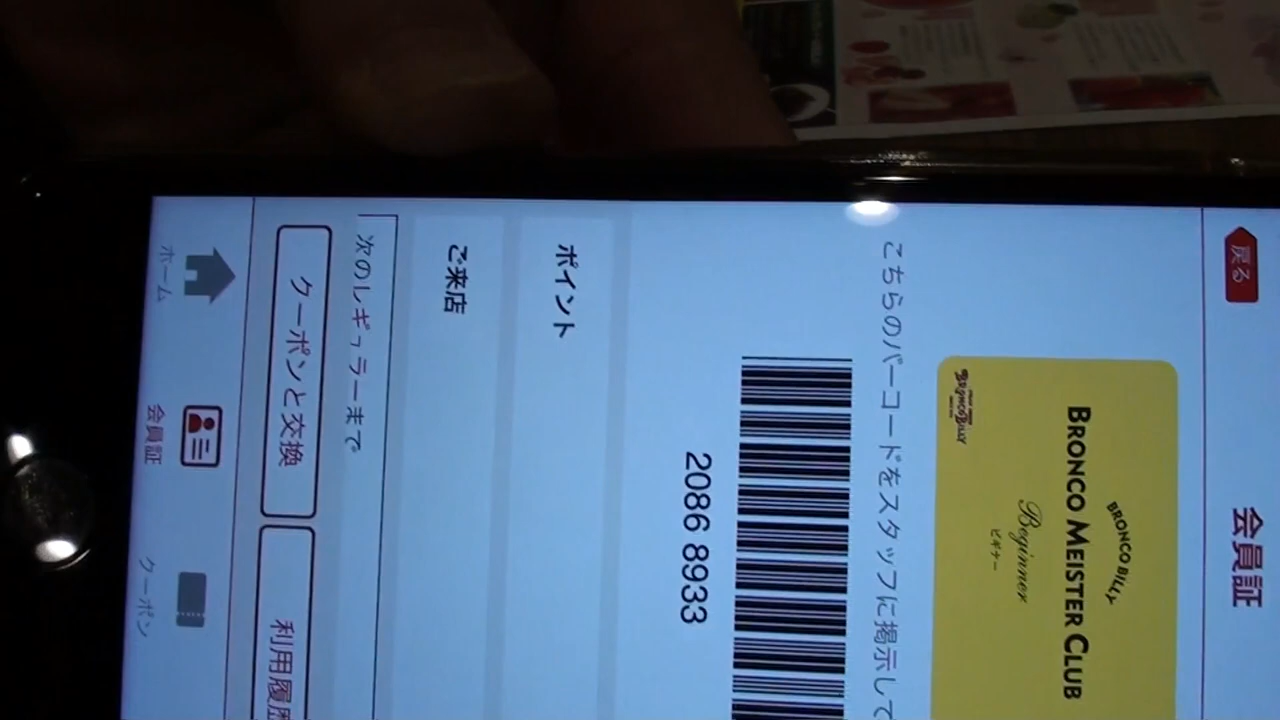 戻る
会員証
BRONCO BILLY
BRONCO MEISTER CLUB
Beginner
ビギナー
BRONCO BILLY
こちらのバーコードをスタッフに掲示して
2086 8933
ポイント
ご来店
次のレギュラーまで
クーポンと交換
利用履歴
ホーム
会員証
クーポン